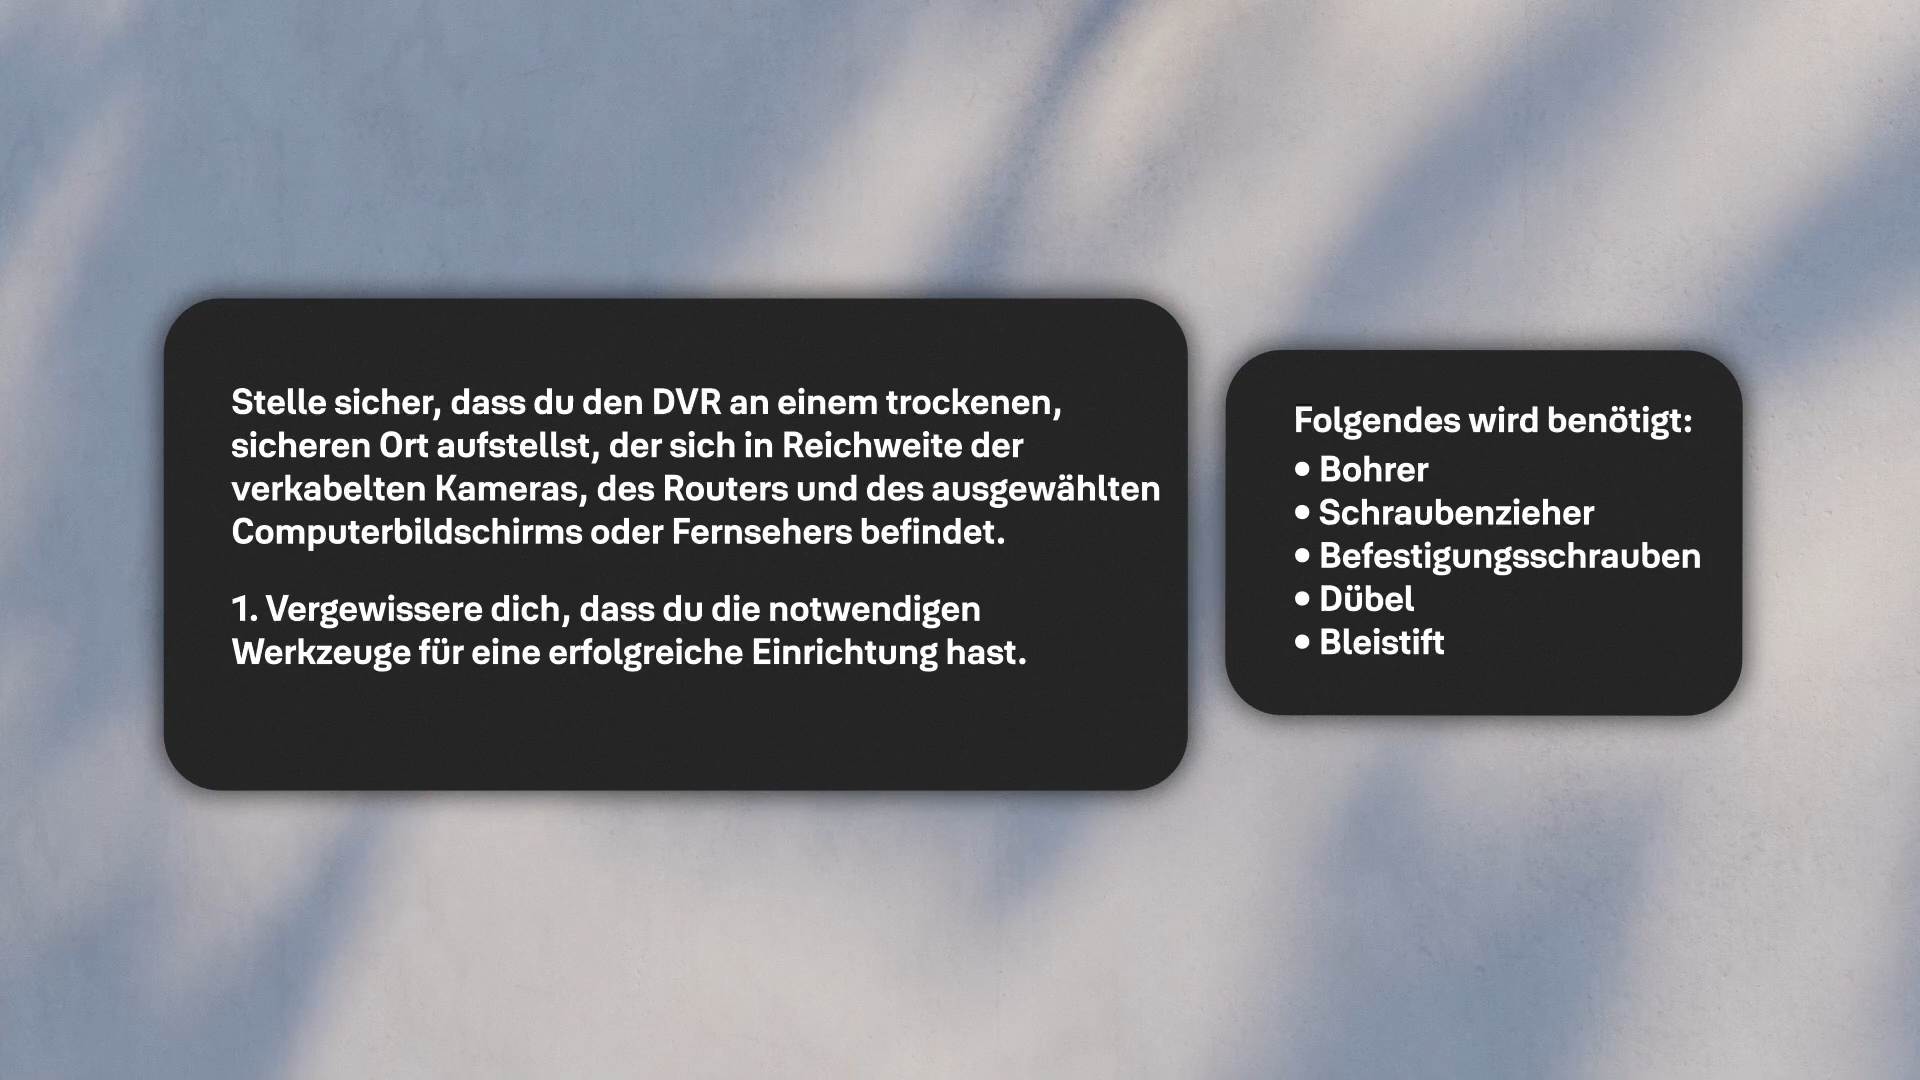 Stelle sicher, dass du den DVR an einem trockenen,
sicheren Ort aufstellst, der sich in Reichweite der
verkabelten Kameras, des Routers und des ausgewählten
Computerbildschirms oder Fernsehers befindet.
1. Vergewissere dich, dass du die notwendigen
Werkzeuge für eine erfolgreiche Einrichtung hast.
Folgendes wird benötigt:
• Bohrer
• Schraubenzieher
• Befestigungsschrauben
• Dübel
• Bleistift